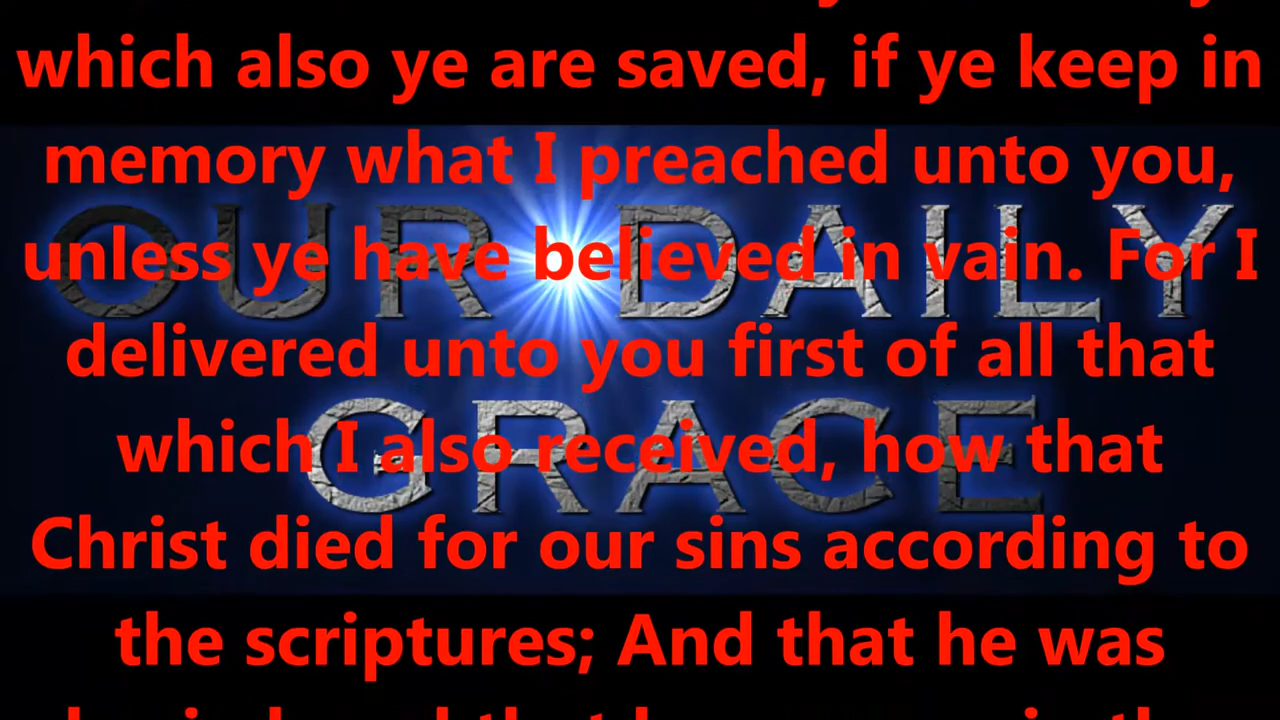 which also ye are saved, if ye keep in
memory what I preached unto you,
OUR DAILY
unless ye have believed in vain. For I
delivered unto you first of all that
GRACE
which I also received, how that
Christ died for our sins according to
the scriptures; And that he was